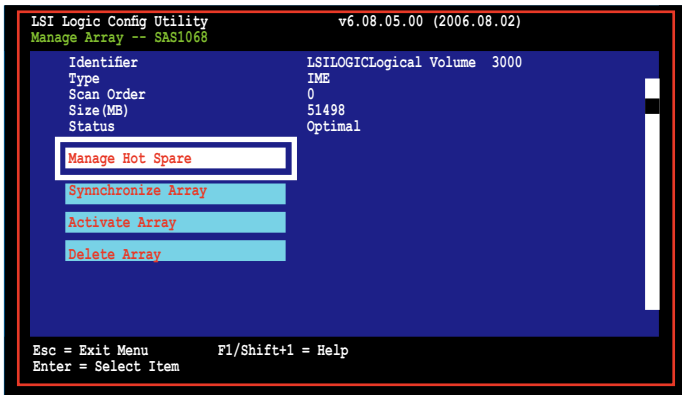 LSI Logic Config Utility v6.08.05.00 (2006.08.02)
Manage Array -- SAS1068
Identifier LSILOGICLogical Volume 3000
Type IME
Scan Order 0
Size(MB) 51498
Status Optimal
Manage Hot Spare
Synnchronize Array
Activate Array
Delete Array
Esc = Exit Menu F1/Shift+1 = Help
Enter = Select Item